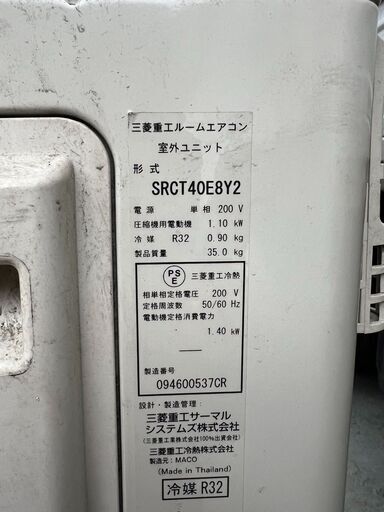 三菱重工ルームエアコン
室外ユニット
形式
SRCT40E8Y2
電源 単相 200 V
圧縮機用電動機 1.10 kW
冷媒 R32 0.90 kg
製品質量 35.0 kg
PS E 三菱重工冷熱
相単相定格電圧 200 V
定格周波数 50/60 Hz
電動機定格消費電力
1.40 kW
製造番号
094600537CR
設計・製造管理:
三菱重工サーマル
システムズ株式会社
(三菱重工業株式会社100%出資会社)
三菱重工冷熱株式会社
製造元: MACO
(Made in Thailand)
冷媒 R32